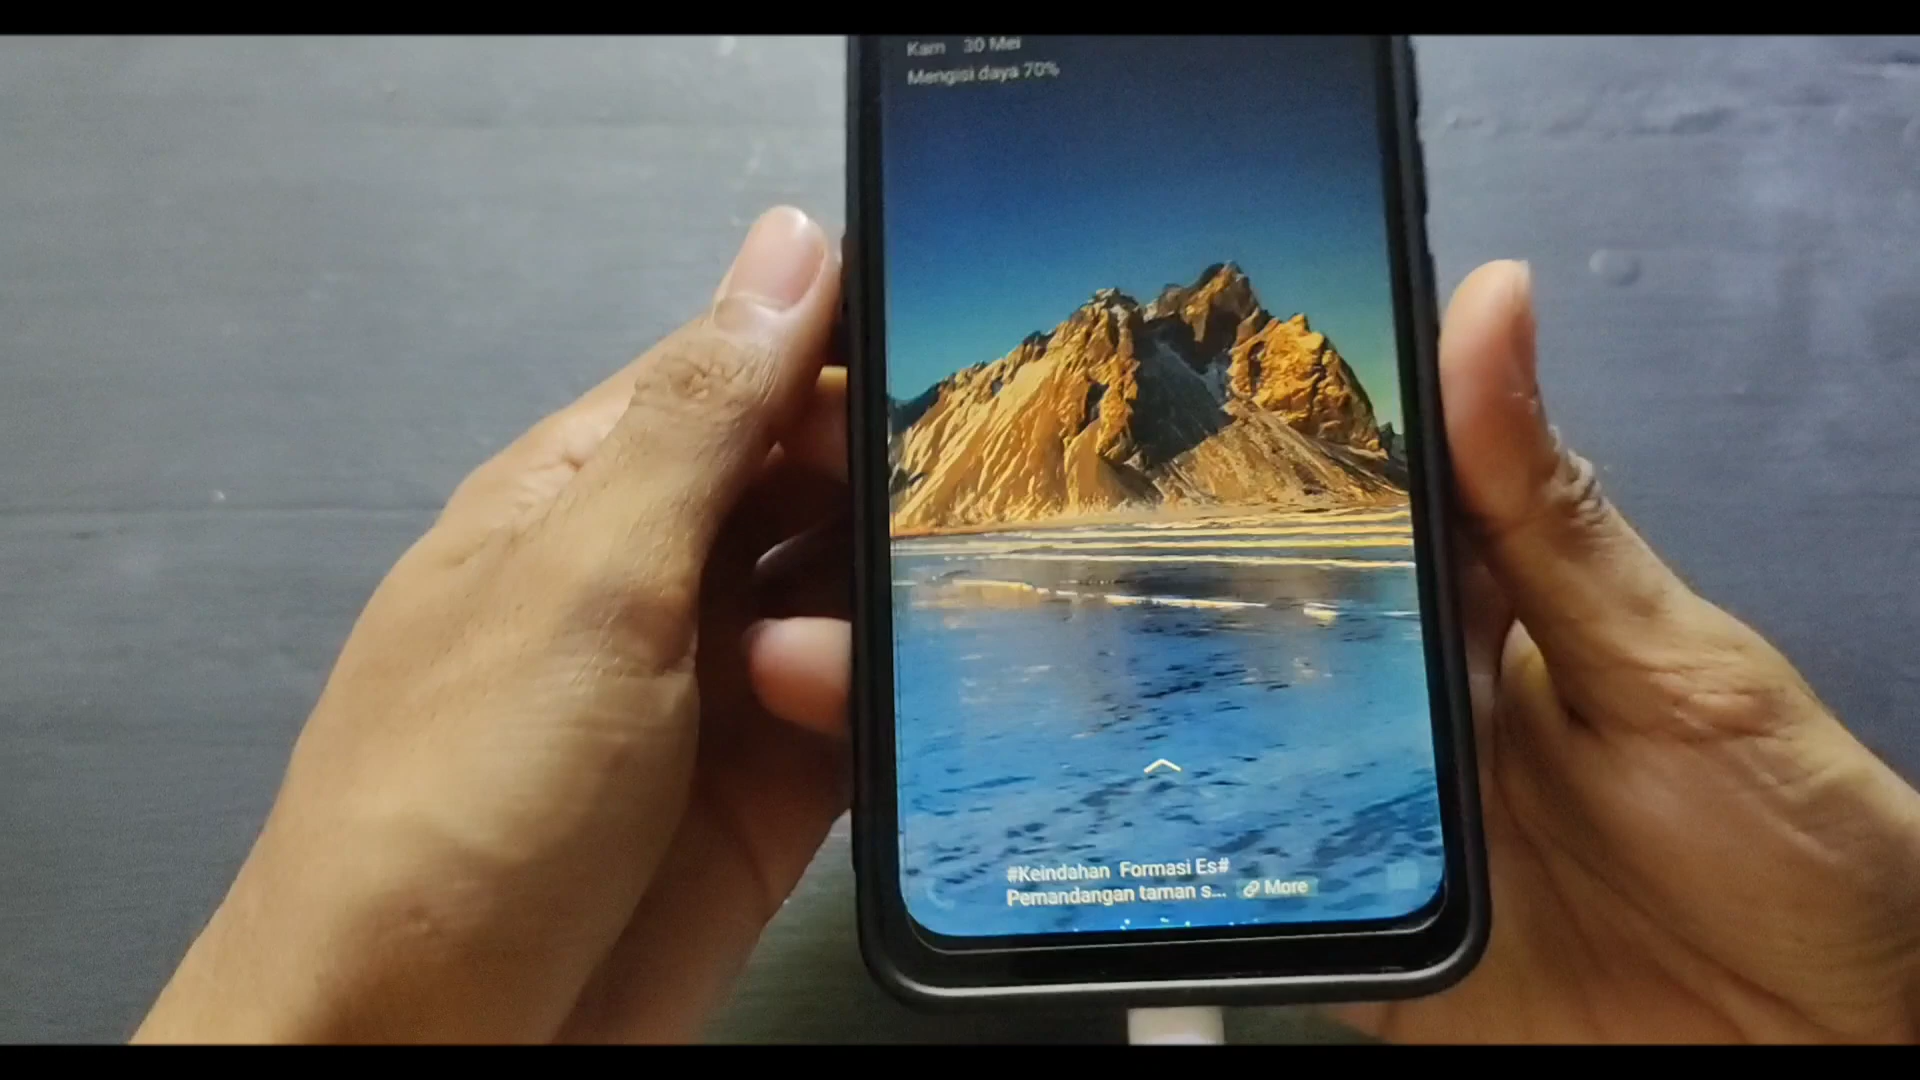 Kam 30 Mei
Mengisi daya 70%
#Keindahan Formasi Es#
Pemandangan taman s... More